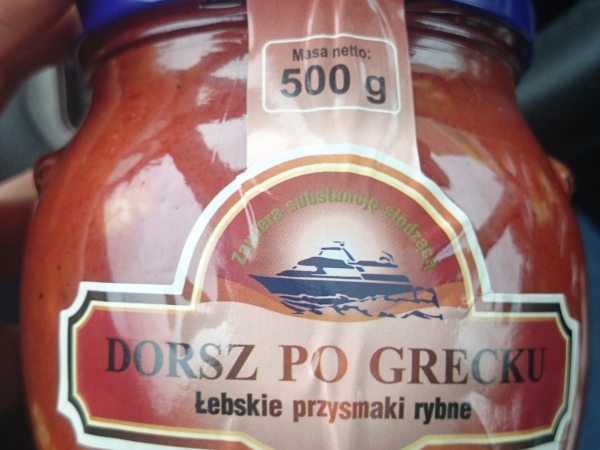 Masa netto:
500 g
Zawiera substancję słodzącą
DORSZ PO GRECKU
Łebskie przysmaki rybne